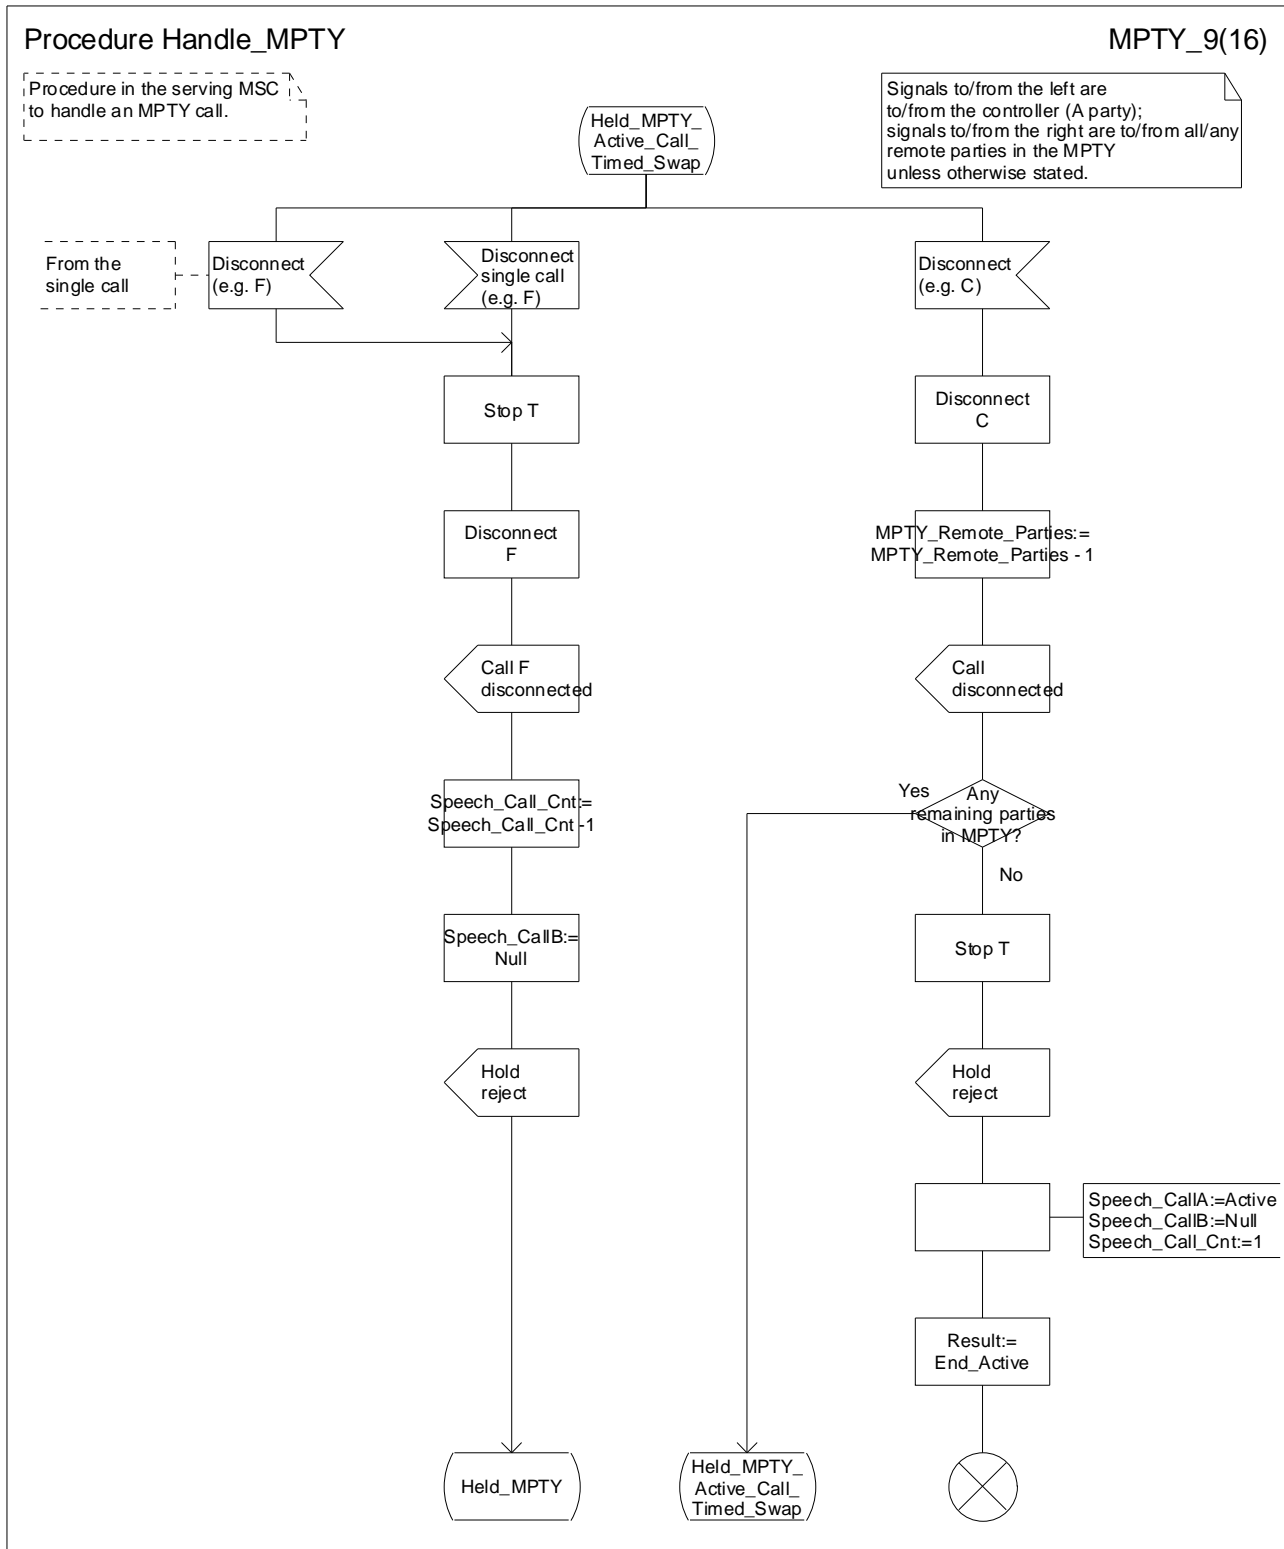 Procedure Handle_MPTY
MPTY_9(16)
Procedure in the serving MSC
to handle an MPTY call.
Signals to/from the left are
to/from the controller (A party);
signals to/from the right are to/from all/any
remote parties in the MPTY
unless otherwise stated.
Held_MPTY_
Active_Call_
Timed_Swap
From the
single call
Disconnect
(e.g. F)
Disconnect
single call
(e.g. F)
Disconnect
(e.g. C)
Stop T
Disconnect
C
Disconnect
F
MPTY_Remote_Parties:=
MPTY_Remote_Parties - 1
Call F
disconnected
Call
disconnected
Speech_Call_Cnt:=
Speech_Call_Cnt -1
Yes
Any
remaining parties
in MPTY?
No
Speech_CallB:=
Null
Stop T
Hold
reject
Hold
reject
Speech_CallA:=Active
Speech_CallB:=Null
Speech_Call_Cnt:=1
Result:=
End_Active
Held_MPTY
Held_MPTY_
Active_Call_
Timed_Swap